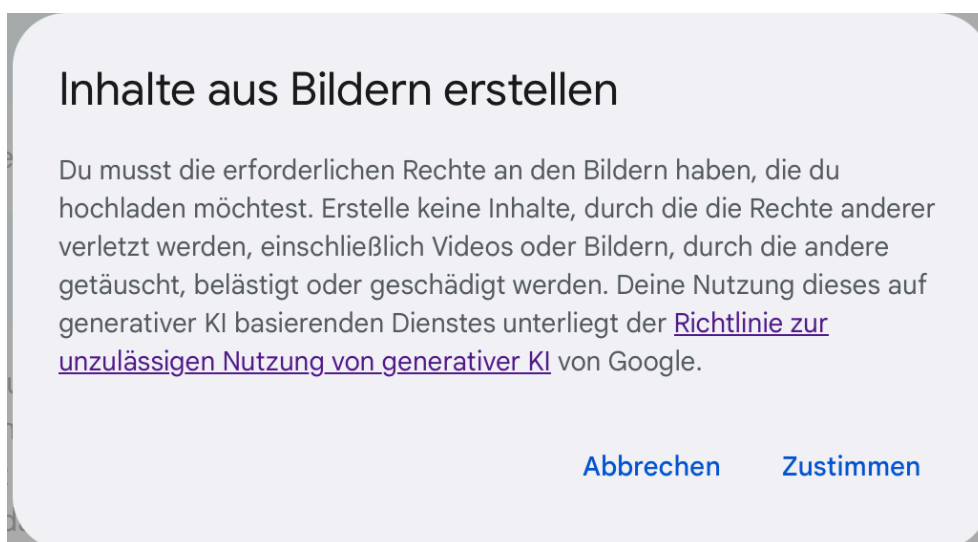 Inhalte aus Bildern erstellen
Du musst die erforderlichen Rechte an den Bildern haben, die du
hochladen möchtest. Erstelle keine Inhalte, durch die die Rechte anderer
verletzt werden, einschließlich Videos oder Bildern, durch die andere
getäuscht, belästigt oder geschädigt werden. Deine Nutzung dieses auf
generativer KI basierenden Dienstes unterliegt der Richtlinie zur
unzulässigen Nutzung von generativer KI von Google.
Abbrechen Zustimmen